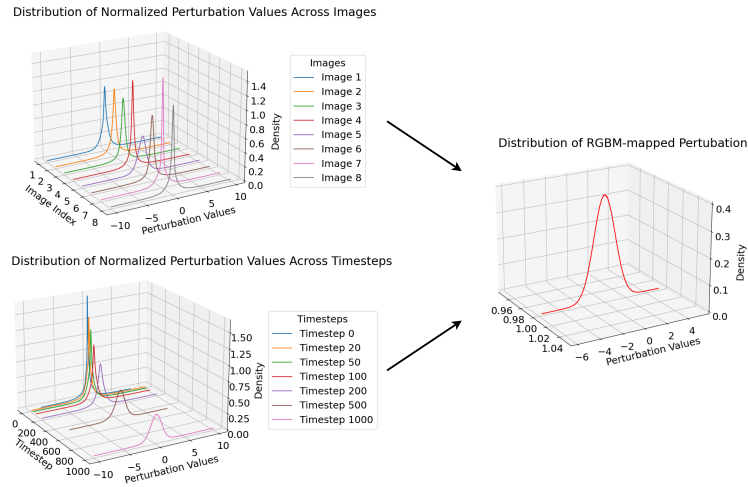 Distribution of Normalized Perturbation Values Across Images
Images
Image 1
Image 2
Image 3
Image 4
Image 5
Image 6
Image 7
Image 8
1.4
1.2
1.0
0.8
0.6
0.4
0.2
0.0
Density
1 2 3 4 5 6 7 8
Image Index
−10 −5 0 5 10
Perturbation Values
Distribution of RGBM-mapped Pertubation
0.4
0.3
0.2
0.1
0.0
Density
0.96
0.98
1.00
1.02
1.04
−6 −4 −2 0 2 4
Perturbation Values
Distribution of Normalized Perturbation Values Across Timesteps
Timesteps
Timestep 0
Timestep 20
Timestep 50
Timestep 100
Timestep 200
Timestep 500
Timestep 1000
1.50
1.25
1.00
0.75
0.50
0.25
0.00
Density
0
200
400
600
800
1000
Timestep
−10 −5 0 5 10
Perturbation Values